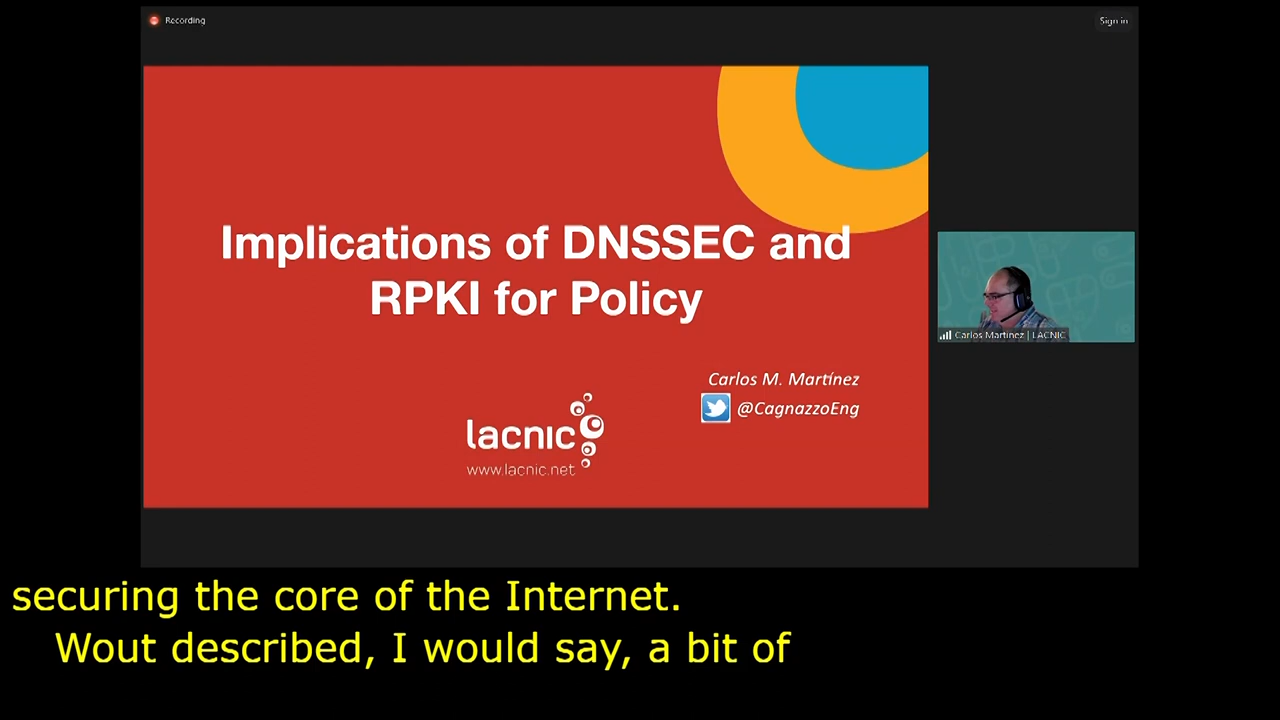 Recording
Sign in
Implications of DNSSEC and
RPKI for Policy
Carlos M. Martínez
@CagnazzoEng
lacnic
www.lacnic.net
Carlos Martinez | LACNIC
securing the core of the Internet.
Wout described, I would say, a bit of